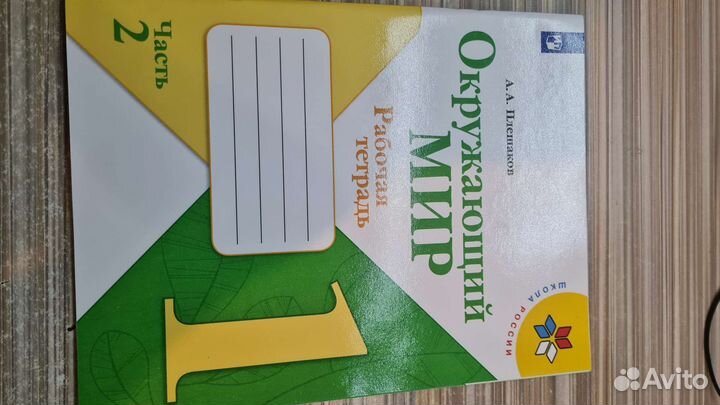 А. А. Плешаков
Окружающий
МИР
Рабочая
тетрадь
Часть
2
1
ШКОЛА РОССИИ
Avito